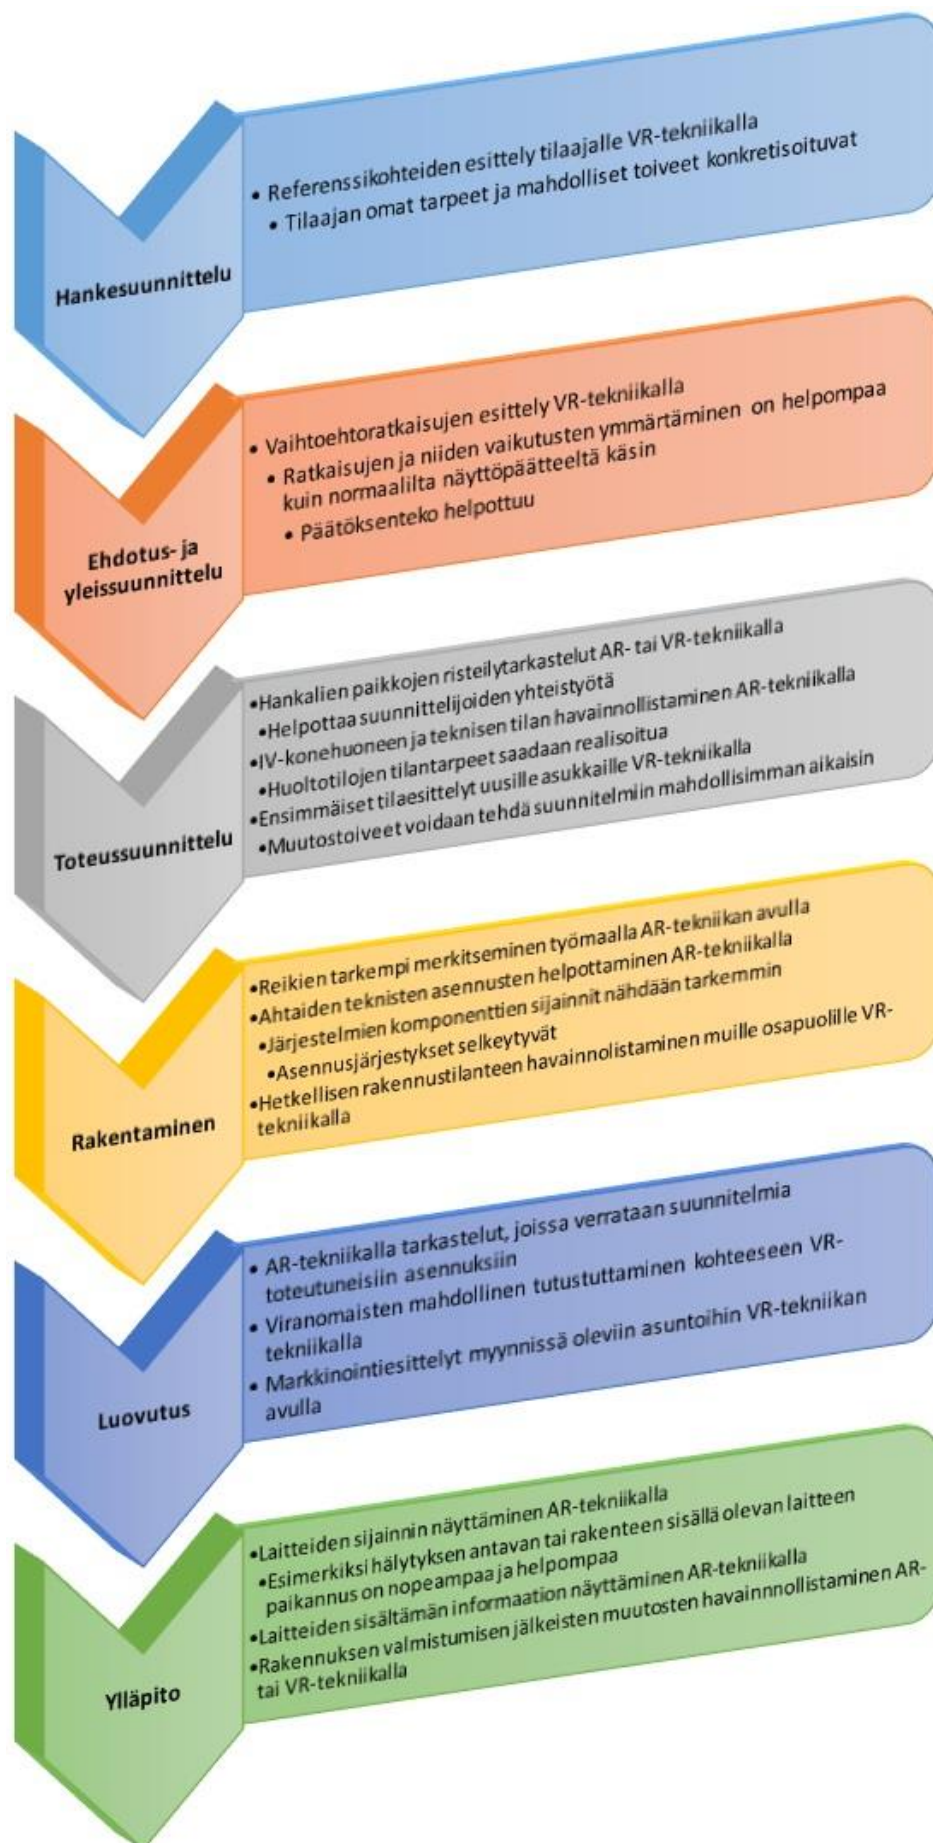 Hankesuunnittelu
• Referenssikohteiden esittely tilaajalle VR-tekniikalla
• Tilaajan omat tarpeet ja mahdolliset toiveet konkretisoituvat
Ehdotus- ja
yleissuunnittelu
• Vaihtoehtoratkaisujen esittely VR-tekniikalla
• Ratkaisujen ja niiden vaikutusten ymmärtäminen on helpompaa
kuin normaalilta näyttöpäätteeltä käsin
• Päätöksenteko helpottuu
Toteussuunnittelu
•Hankalien paikkojen risteilytarkastelut AR- tai VR-tekniikalla
•Helpottaa suunnittelijoiden yhteistyötä
•IV-konehuoneen ja teknisen tilan havainnollistaminen AR-tekniikalla
•Huoltotilojen tilantarpeet saadaan realisoitua
•Ensimmäiset tilaesittelyt uusille asukkaille VR-tekniikalla
•Muutostoiveet voidaan tehdä suunnitelmiin mahdollisimman aikaisin
Rakentaminen
•Reikien tarkempi merkitseminen työmaalla AR-tekniikan avulla
•Ahtaiden teknisten asennusten helpottaminen AR-tekniikalla
•Järjestelmien komponenttien sijainnit nähdään tarkemmin
•Asennusjärjestykset selkeytyvät
•Hetkellisen rakennustilanteen havainnolistaminen muille osapuolille VR-
tekniikalla
Luovutus
• AR-tekniikalla tarkastelut, joissa verrataan suunnitelmia
toteutuneisiin asennuksiin
• Viranomaisten mahdollinen tutustuttaminen kohteeseen VR-
tekniikalla
• Markkinointiesittelyt myynnissä oleviin asuntoihin VR-tekniikan
avulla
Ylläpito
•Laitteiden sijainnin näyttäminen AR-tekniikalla
•Esimerkiksi hälytyksen antavan tai rakenteen sisällä olevan laitteen
paikannus on nopeampaa ja helpompaa
•Laitteiden sisältämän informaation näyttäminen AR-tekniikalla
•Rakennuksen valmistumisen jälkeisten muutosten havainnnollistaminen AR-
tai VR-tekniikalla